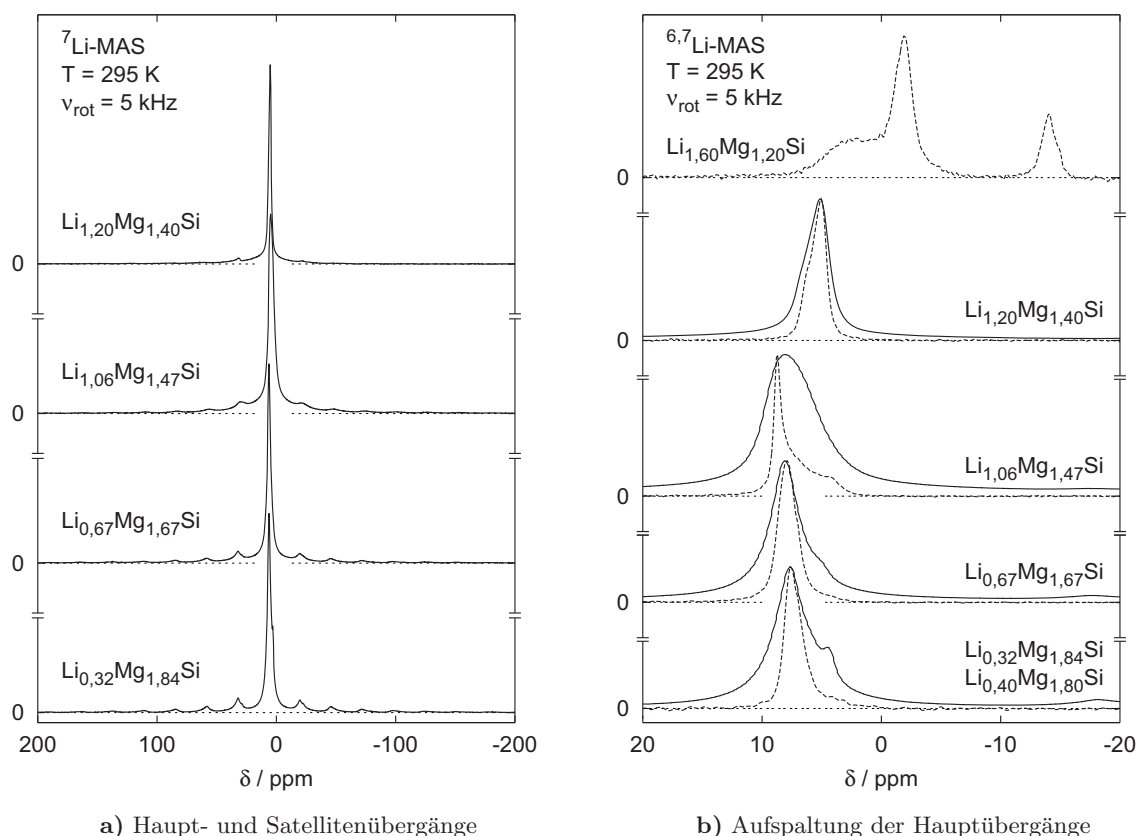 ⁷Li-MAS
T = 295 K
ν_rot = 5 kHz
Li₁,₂₀Mg₁,₄₀Si
0
Li₁,₀₆Mg₁,₄₇Si
0
Li₀,₆₇Mg₁,₆₇Si
0
Li₀,₃₂Mg₁,₈₄Si
0
200 100 0 -100 -200
δ / ppm
a) Haupt- und Satellitenübergänge
⁶,⁷Li-MAS
T = 295 K
ν_rot = 5 kHz
Li₁,₆₀Mg₁,₂₀Si
0
Li₁,₂₀Mg₁,₄₀Si
0
Li₁,₀₆Mg₁,₄₇Si
0
Li₀,₆₇Mg₁,₆₇Si
0
Li₀,₃₂Mg₁,₈₄Si
Li₀,₄₀Mg₁,₈₀Si
0
20 10 0 -10 -20
δ / ppm
b) Aufspaltung der Hauptübergänge